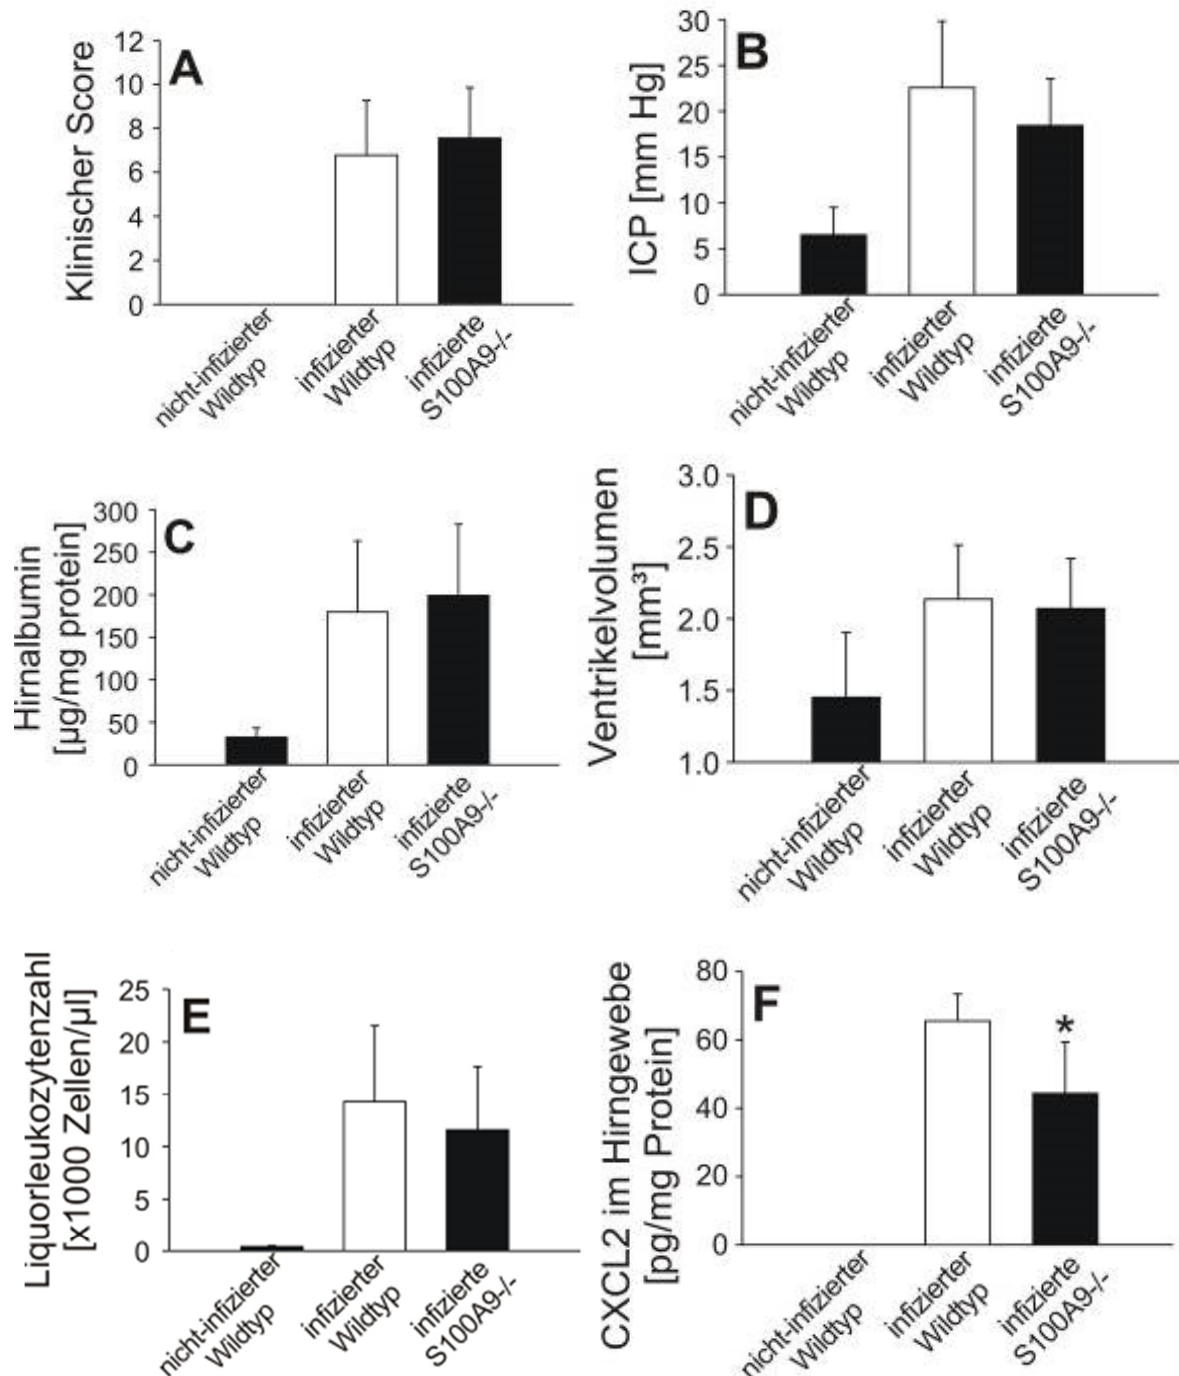 A
Klinischer Score
12
10
8
6
4
2
0
nicht-infizierter
Wildtyp
infizierter
Wildtyp
infizierte
S100A9-/-
B
ICP [mm Hg]
30
25
20
15
10
5
0
nicht-infizierter
Wildtyp
infizierter
Wildtyp
infizierte
S100A9-/-
C
Hirnalbumin
[µg/mg protein]
300
250
200
150
100
50
0
nicht-infizierter
Wildtyp
infizierter
Wildtyp
infizierte
S100A9-/-
D
Ventrikelvolumen
[mm³]
3.0
2.5
2.0
1.5
1.0
nicht-infizierter
Wildtyp
infizierter
Wildtyp
infizierte
S100A9-/-
E
Liquorleukozytenzahl
[x1000 Zellen/µl]
25
20
15
10
5
0
nicht-infizierter
Wildtyp
infizierter
Wildtyp
infizierte
S100A9-/-
F
CXCL2 im Hirngewebe
[pg/mg Protein]
80
60
40
20
0
*
nicht-infizierter
Wildtyp
infizierter
Wildtyp
infizierte
S100A9-/-